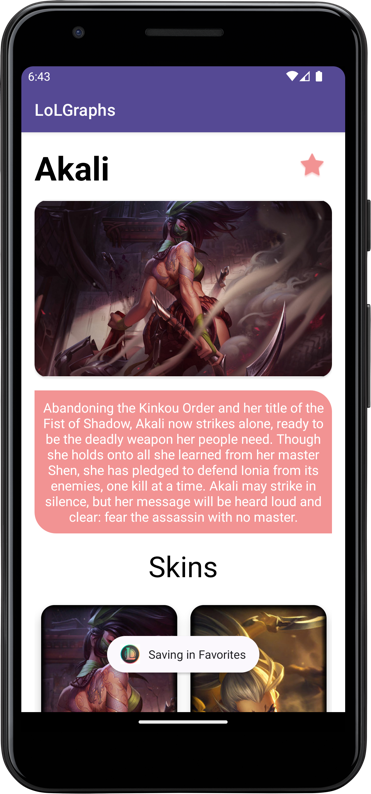 6:43
LoLGraphs
Akali
Abandoning the Kinkou Order and her title of the
Fist of Shadow, Akali now strikes alone, ready to
be the deadly weapon her people need. Though
she holds onto all she learned from her master
Shen, she has pledged to defend Ionia from its
enemies, one kill at a time. Akali may strike in
silence, but her message will be heard loud and
clear: fear the assassin with no master.
Skins
Saving in Favorites